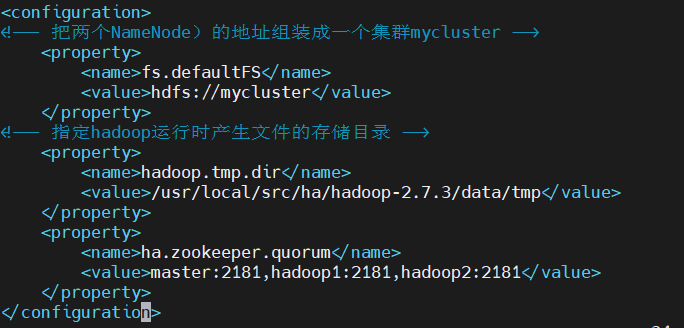 <configuration>
<!-- 把两个NameNode）的地址组装成一个集群mycluster -->
<property>
<name>fs.defaultFS</name>
<value>hdfs://mycluster</value>
</property>
<!-- 指定hadoop运行时产生文件的存储目录 -->
<property>
<name>hadoop.tmp.dir</name>
<value>/usr/local/src/ha/hadoop-2.7.3/data/tmp</value>
</property>
<property>
<name>ha.zookeeper.quorum</name>
<value>master:2181,hadoop1:2181,hadoop2:2181</value>
</property>
</configuration>